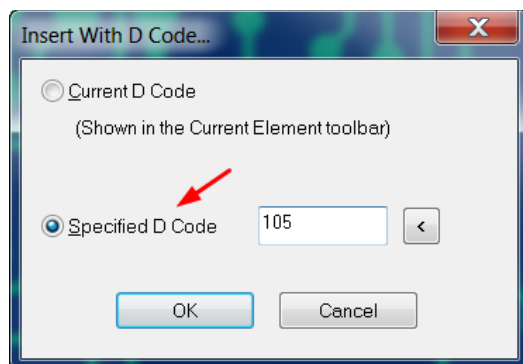 Insert With D Code...
X
Current D Code
(Shown in the Current Element toolbar)
Specified D Code 105 <
OK Cancel